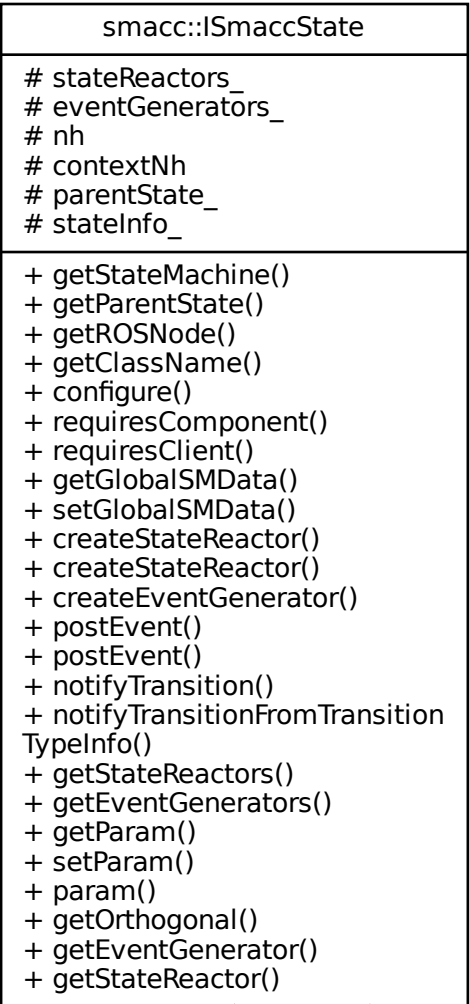 smacc::ISmaccState
# stateReactors_
# eventGenerators_
# nh
# contextNh
# parentState_
# stateInfo_
+ getStateMachine()
+ getParentState()
+ getROSNode()
+ getClassName()
+ configure()
+ requiresComponent()
+ requiresClient()
+ getGlobalSMData()
+ setGlobalSMData()
+ createStateReactor()
+ createStateReactor()
+ createEventGenerator()
+ postEvent()
+ postEvent()
+ notifyTransition()
+ notifyTransitionFromTransition
TypeInfo()
+ getStateReactors()
+ getEventGenerators()
+ getParam()
+ setParam()
+ param()
+ getOrthogonal()
+ getEventGenerator()
+ getStateReactor()